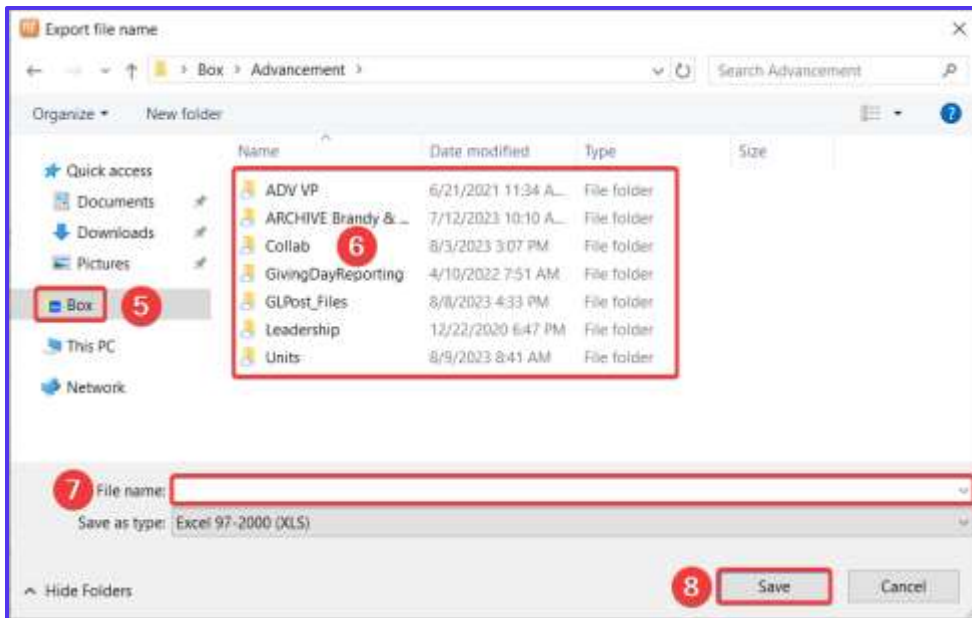 Export file name
Box > Advancement >
Search Advancement
Organize
New folder
Name
Date modified
Type
Size
Quick access
Documents
Downloads
Pictures
Box
5
This PC
Network
ADV VP 6/21/2021 11:34 A... File folder
ARCHIVE Brandy & ... 7/12/2023 10:10 A... File folder
Collab 8/3/2023 3:07 PM File folder
6
GivingDayReporting 4/10/2022 7:51 AM File folder
GLPost_Files 8/8/2023 4:33 PM File folder
Leadership 12/22/2020 6:47 PM File folder
Units 8/9/2023 8:41 AM File folder
7 File name:
Save as type: Excel 97-2000 (XLS)
Hide Folders
8
Save
Cancel